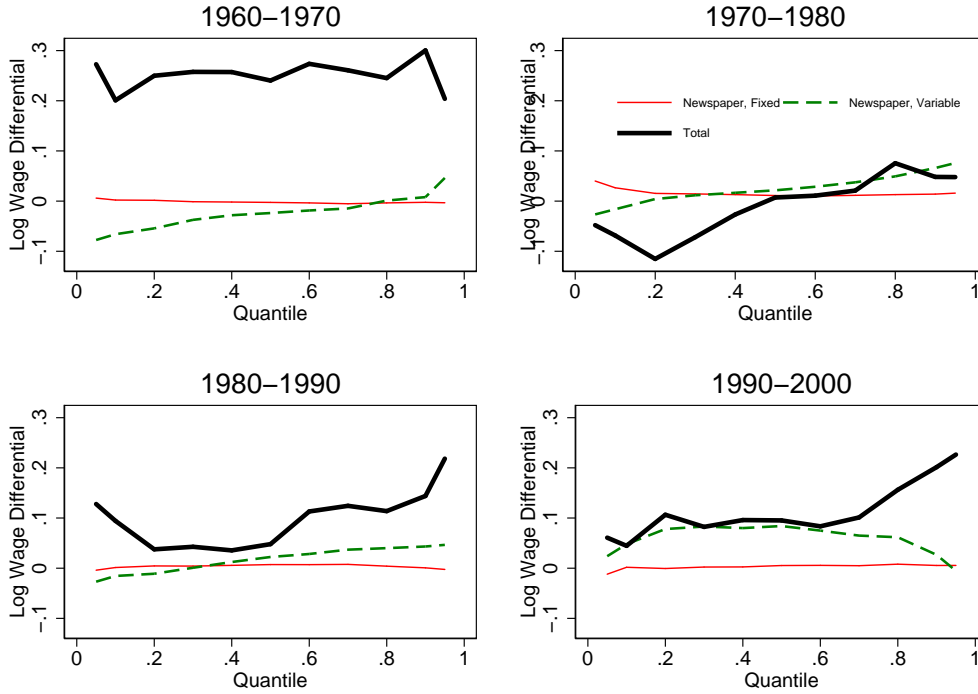 1960−1970
Log Wage Differential
−.1 0 .1 .2 .3
0 .2 .4 .6 .8 1
Quantile
1970−1980
Log Wage Differential
−.1 0 .1 .2 .3
Newspaper, Fixed Newspaper, Variable
Total
0 .2 .4 .6 .8 1
Quantile
1980−1990
Log Wage Differential
−.1 0 .1 .2 .3
0 .2 .4 .6 .8 1
Quantile
1990−2000
Log Wage Differential
−.1 0 .1 .2 .3
0 .2 .4 .6 .8 1
Quantile